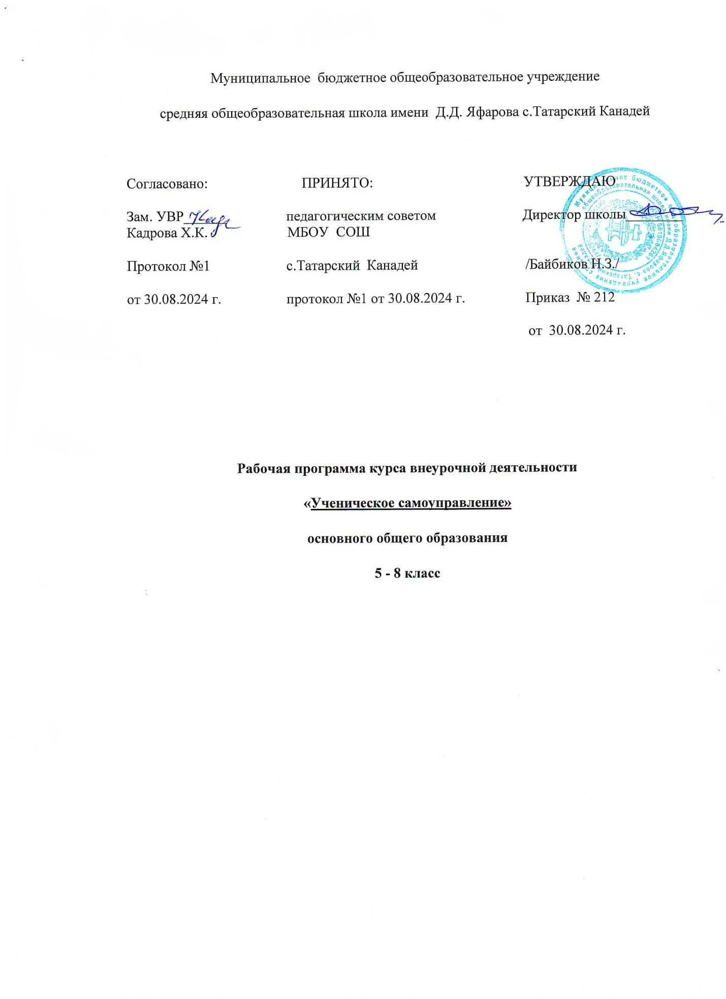 Муниципальное бюджетное общеобразовательное учреждение
средняя общеобразовательная школа имени Д.Д. Яфарова с.Татарский Канадей
Согласовано:
Зам. УВР
Кадрова Х.К.
Протокол №1
от 30.08.2024 г.
ПРИНЯТО:
педагогическим советом
МБОУ СОШ
с.Татарский Канадей
протокол №1 от 30.08.2024 г.
УТВЕРЖДАЮ
Директор школы
/Байбиков Н.З./
Приказ № 212
от 30.08.2024 г.
Муниципальное бюджетное общеобразовательное учреждение средняя
общеобразовательная школа имени Д.Д.Яфарова с. Татарский Канадей
Рабочая программа курса внеурочной деятельности
«Ученическое самоуправление»
основного общего образования
5 - 8 класс